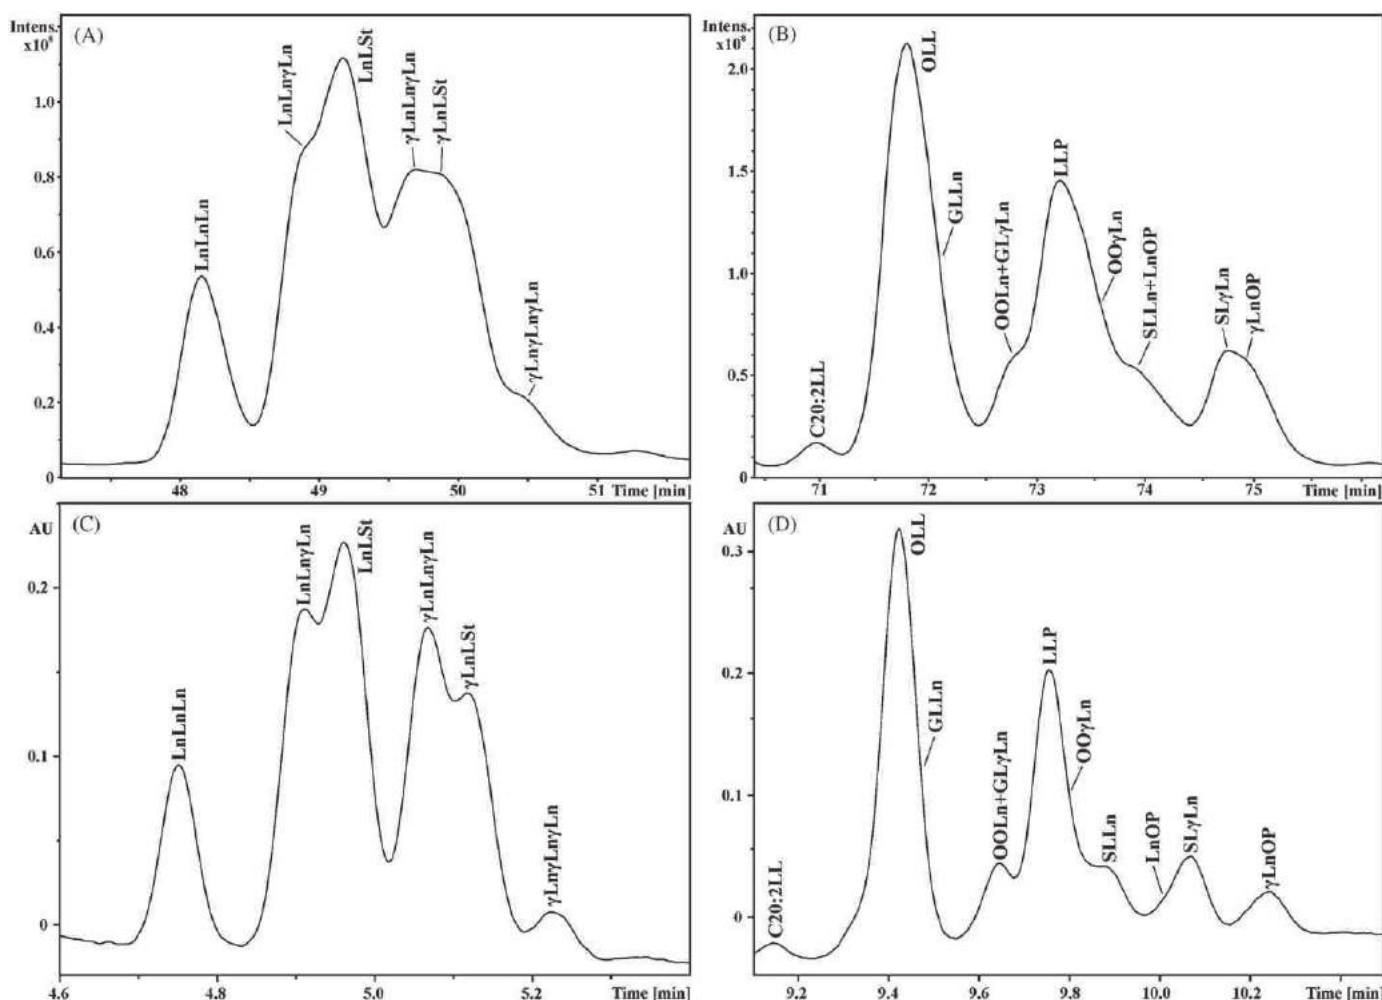 Intens.
x10⁸
(A)
1.0
0.8
0.6
0.4
0.2
0
LnLnLn
LnLnγLn
LnLSt
γLnLnγLn
γLnLSt
γLnγLnγLn
48
49
50
51
Time [min]
Intens.
x10⁸
(B)
2.0
1.5
1.0
0.5
0
C20:2LL
OLL
GLLn
OOLn+GLγLn
LLP
OOγLn
SLLn+LnOP
SLγLn
γLnOP
71
72
73
74
75
Time [min]
AU
(C)
0.2
0.1
0
LnLnLn
LnLnγLn
LnLSt
γLnLnγLn
γLnLSt
γLnγLnγLn
4.6
4.8
5.0
5.2
Time [min]
AU
(D)
0.3
0.2
0.1
0
C20:2LL
OLL
GLLn
OOLn+GLγLn
LLP
OOγLn
SLLn
LnOP
SLγLn
γLnOP
9.2
9.4
9.6
9.8
10.0
10.2
Time [min]